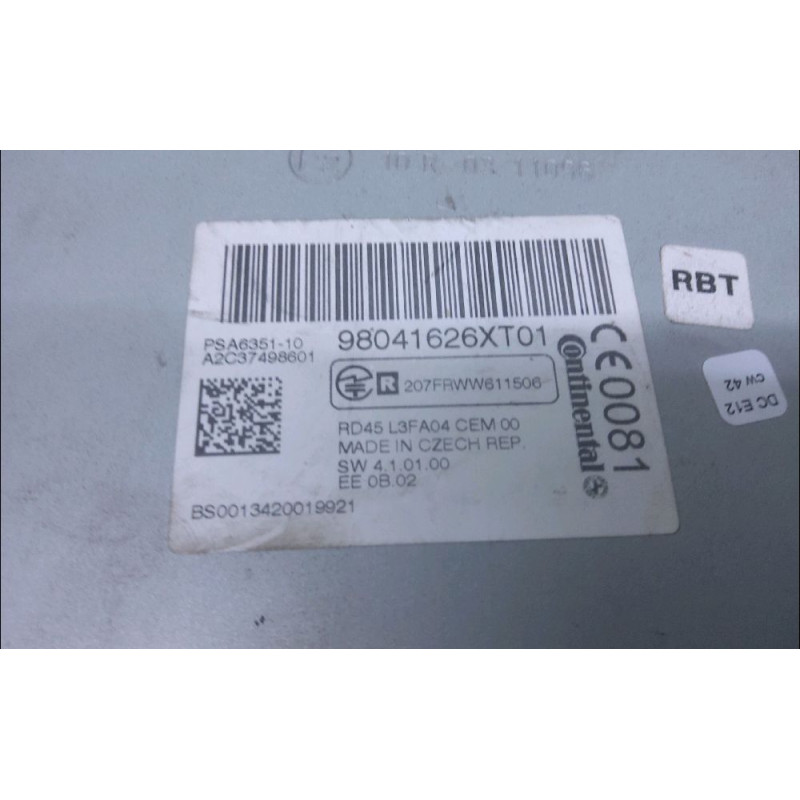 PSA6351-10
A2C37498601
98041626XT01
R 207FRWW611506
RD45 L3FA04 CEM 00
MADE IN CZECH REP.
SW 4.1.01.00
EE 0B.02
BS0013420019921
CE0081
Continental
RBT
DC E12
CW 42